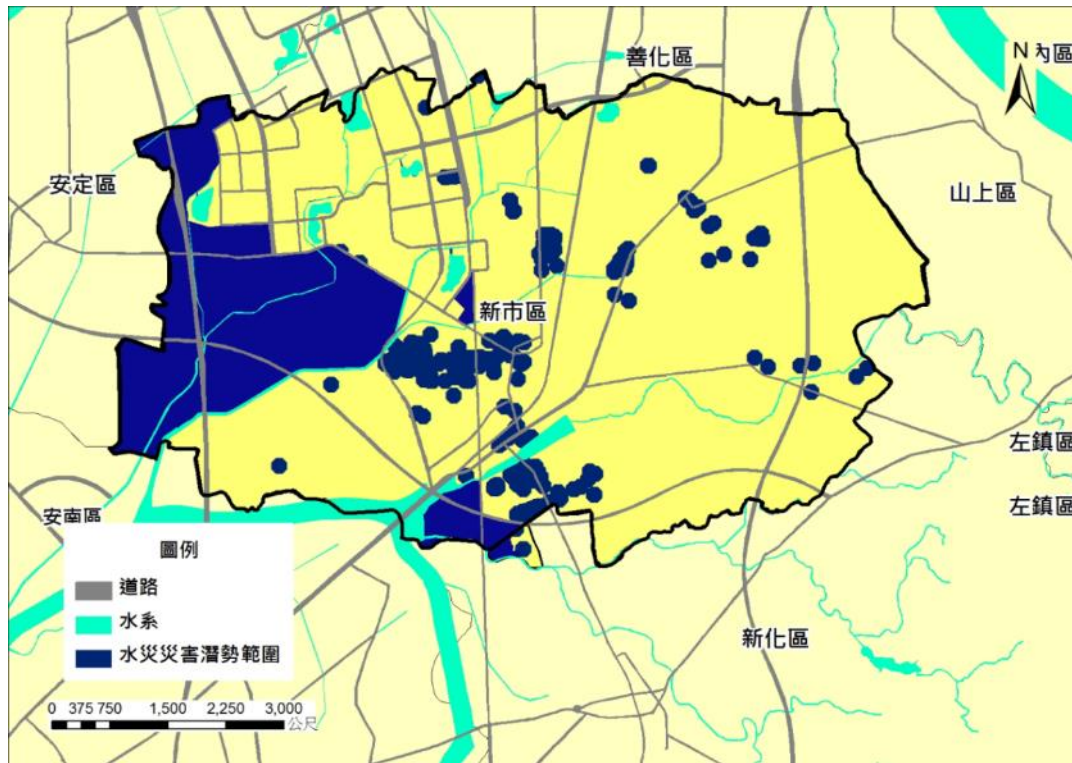 善化區
N
內區
安定區
山上區
新市區
左鎮區
左鎮區
安南區
新化區
圖例
道路
水系
水災災害潛勢範圍
0 375 750 1,500 2,250 3,000
公尺